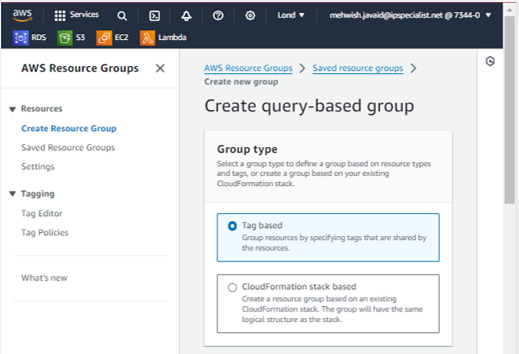 aws
Services
Lond
mehwish.javaid@ipspecialist.net @ 7344-0
RDS
S3
EC2
Lambda
AWS Resource Groups
Resources
Create Resource Group
Saved Resource Groups
Settings
Tagging
Tag Editor
Tag Policies
What's new
AWS Resource Groups
Saved resource groups
Create new group
Create query-based group
Group type
Select a group type to define a group based on resource types
and tags, or create a group based on your existing
CloudFormation stack.
Tag based
Group resources by specifying tags that are shared by
the resources.
CloudFormation stack based
Create a resource group based on an existing
CloudFormation stack. The group will have the same
logical structure as the stack.